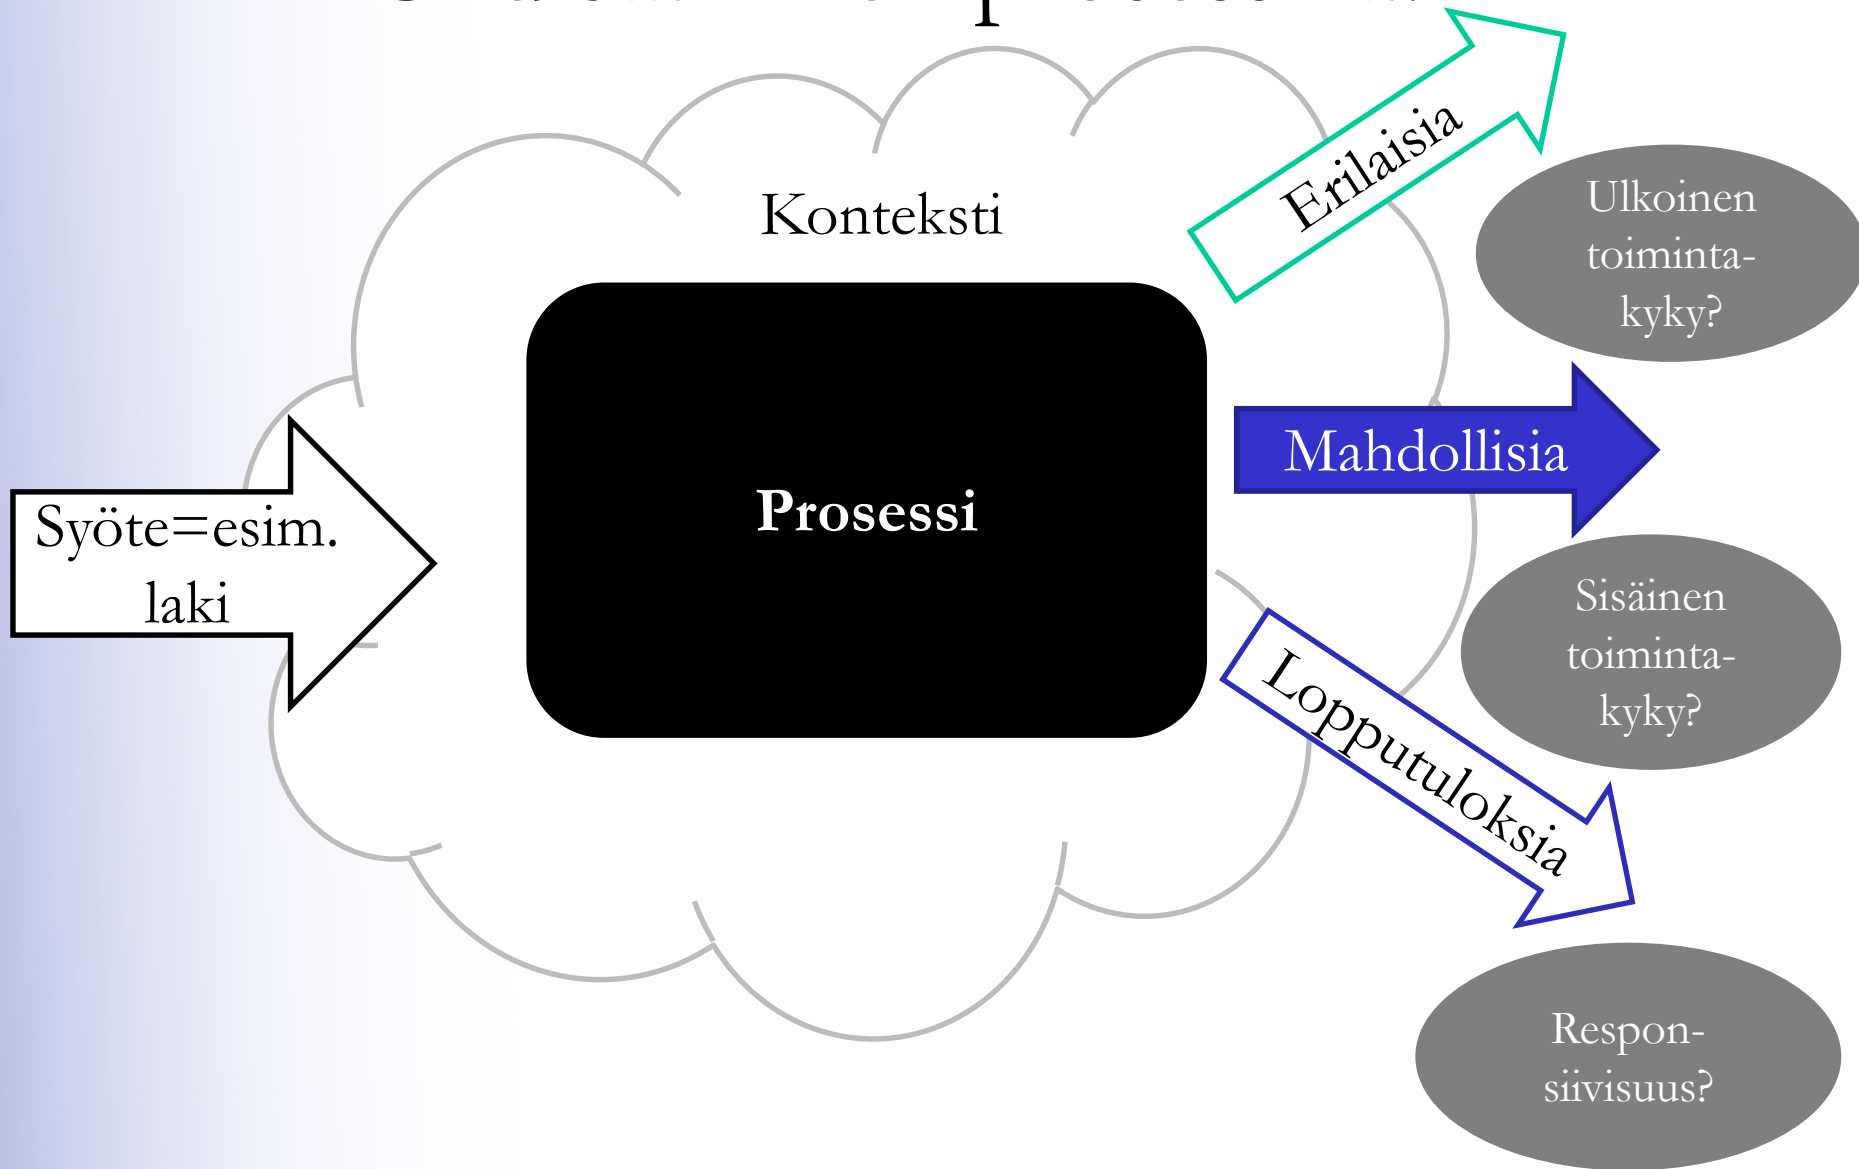 Konteksti
Erilaisia
Ulkoinen
toiminta-
kyky?
Syöte=esim.
laki
Prosessi
Mahdollisia
Sisäinen
toiminta-
kyky?
Lopputuloksia
Respon-
siivisuus?